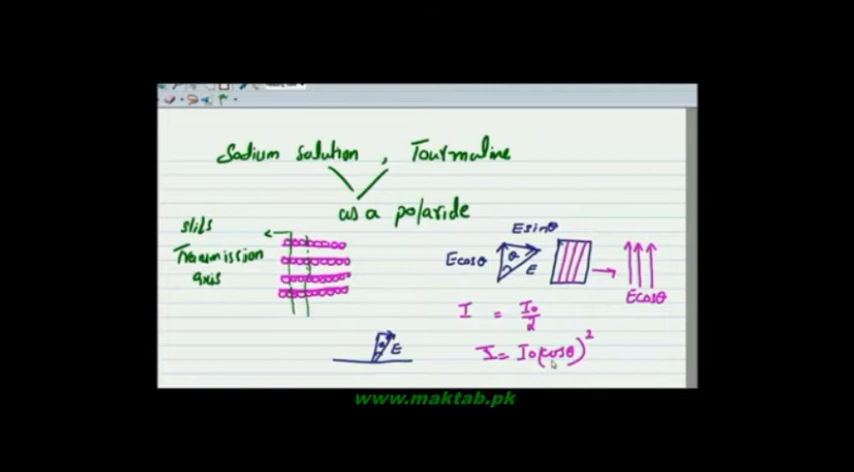 Sodium solution , Tourmaline
as a polaride
slits
Transmission
axis
Esinθ
Ecosθ
E
Ecosθ
I = I₀/2
I = I₀(cosθ)²
E
www.maktab.pk